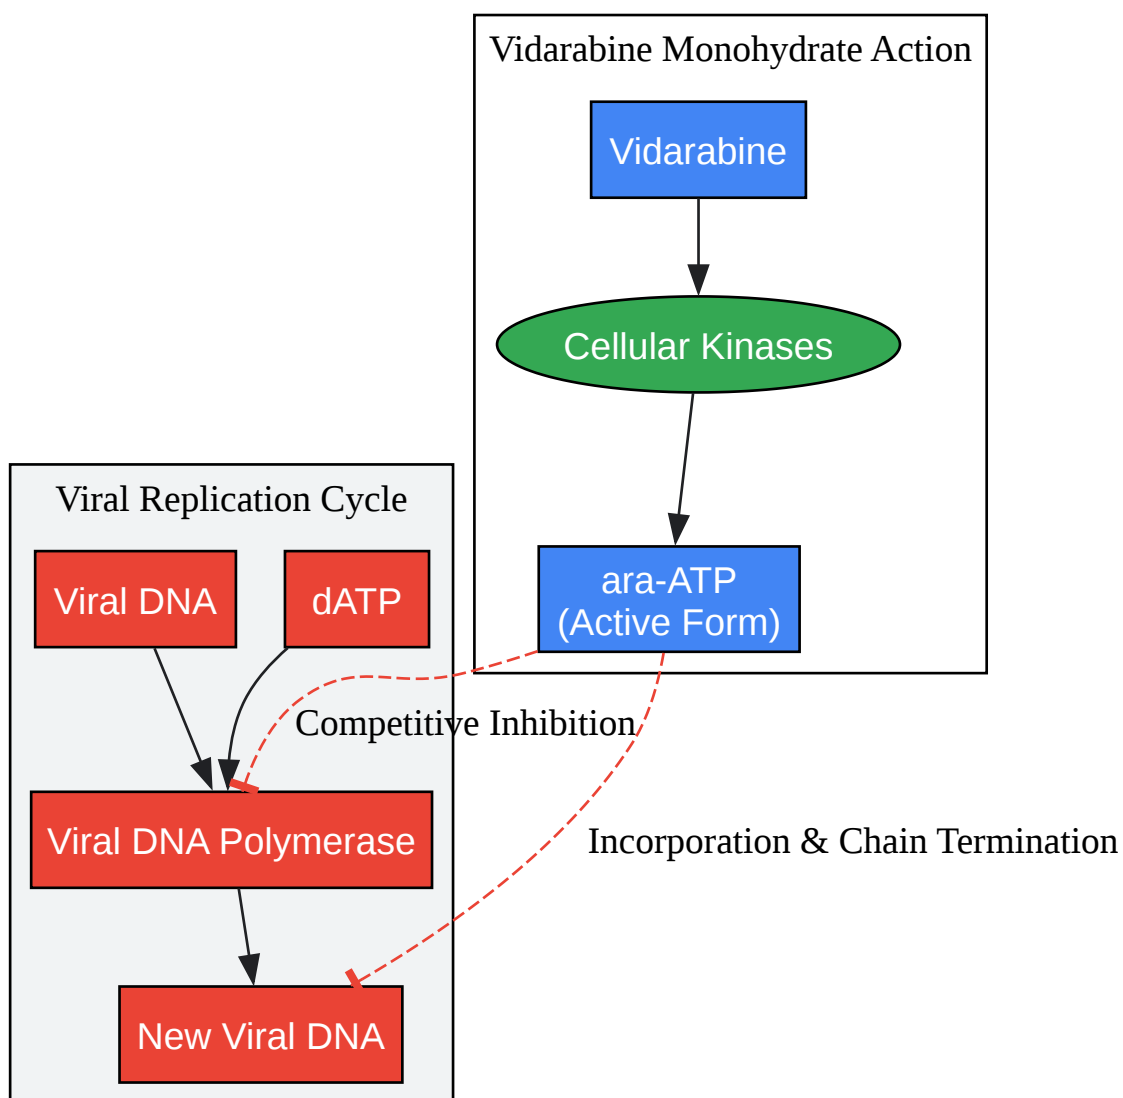 Vidarabine Monohydrate Action
Vidarabine
Cellular Kinases
ara-ATP
(Active Form)
Viral Replication Cycle
Viral DNA
dATP
Competitive Inhibition
Viral DNA Polymerase
Incorporation & Chain Termination
New Viral DNA